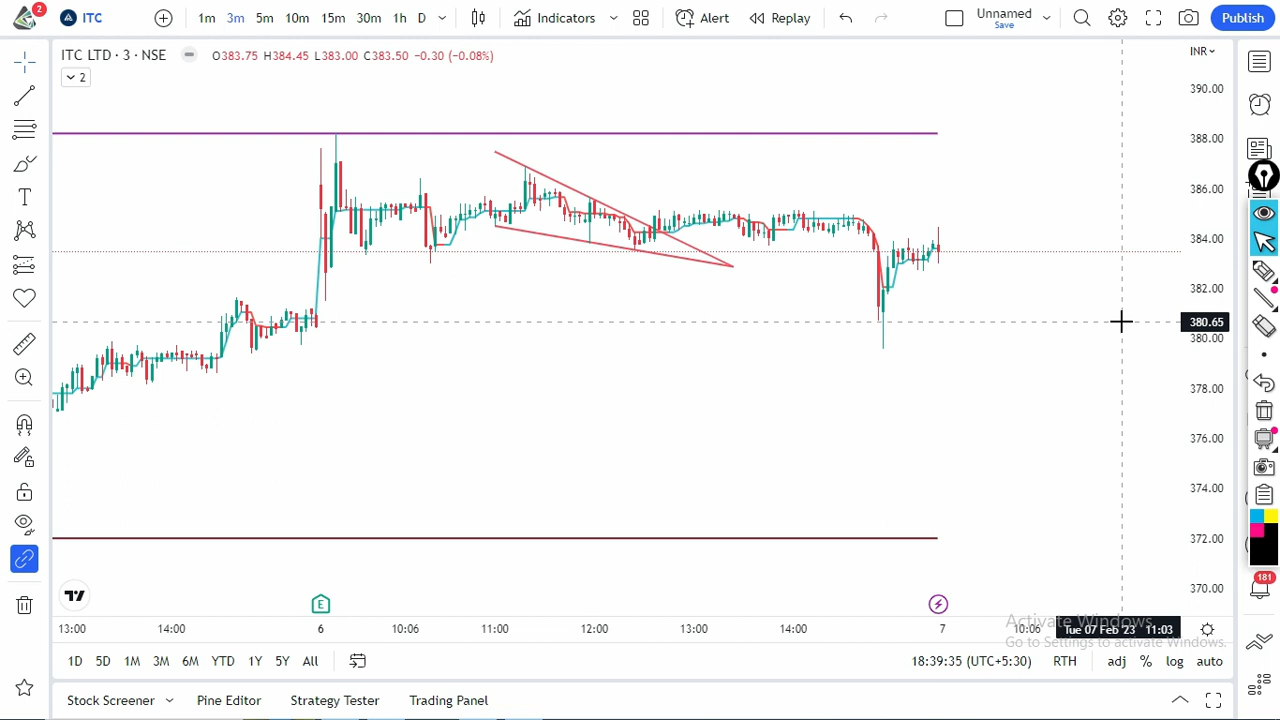 2
ITC
1m 3m 5m 10m 15m 30m 1h D
Indicators
Alert
Replay
Unnamed
Save
Publish
ITC LTD · 3 · NSE
O383.75 H384.45 L383.00 C383.50 -0.30 (-0.08%)
2
INR
390.00
388.00
386.00
384.00
382.00
380.65
380.00
378.00
376.00
374.00
372.00
370.00
181
E
13:00 14:00 6 10:06 11:00 12:00 13:00 14:00 7 10:06 Tue 07 Feb '23 11:03
Activate Windows
Go to Settings to activate Windows.
1D 5D 1M 3M 6M YTD 1Y 5Y All
18:39:35 (UTC+5:30) RTH adj % log auto
Stock Screener Pine Editor Strategy Tester Trading Panel